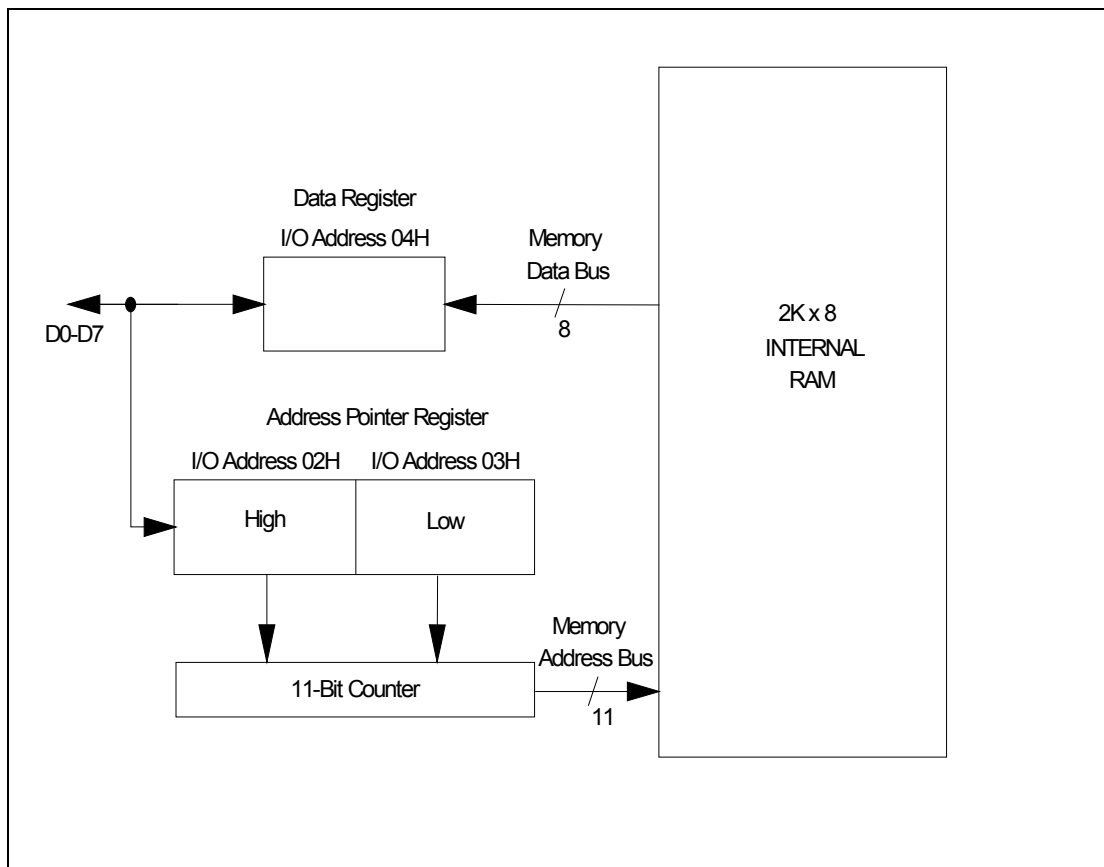 Data Register
I/O Address 04H
Memory
Data Bus
8
D0-D7
2K x 8
INTERNAL
RAM
Address Pointer Register
I/O Address 02H
I/O Address 03H
High
Low
Memory
Address Bus
11
11-Bit Counter